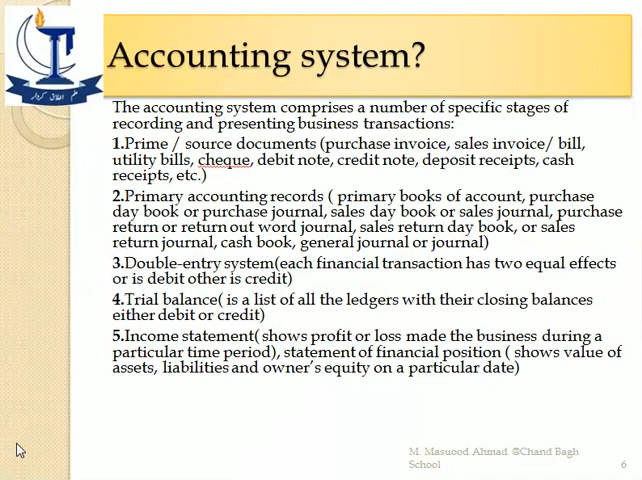 Accounting system?
علم اخلاق کردار
The accounting system comprises a number of specific stages of
recording and presenting business transactions:
1.Prime / source documents (purchase invoice, sales invoice/ bill,
utility bills, cheque, debit note, credit note, deposit receipts, cash
receipts, etc.)
2.Primary accounting records ( primary books of account, purchase
day book or purchase journal, sales day book or sales journal, purchase
return or return out word journal, sales return day book, or sales
return journal, cash book, general journal or journal)
3.Double-entry system(each financial transaction has two equal effects
or is debit other is credit)
4.Trial balance( is a list of all the ledgers with their closing balances
either debit or credit)
5.Income statement( shows profit or loss made the business during a
particular time period), statement of financial position ( shows value of
assets, liabilities and owner's equity on a particular date)
M. Masuood Ahmad @Chand Bagh
School
6